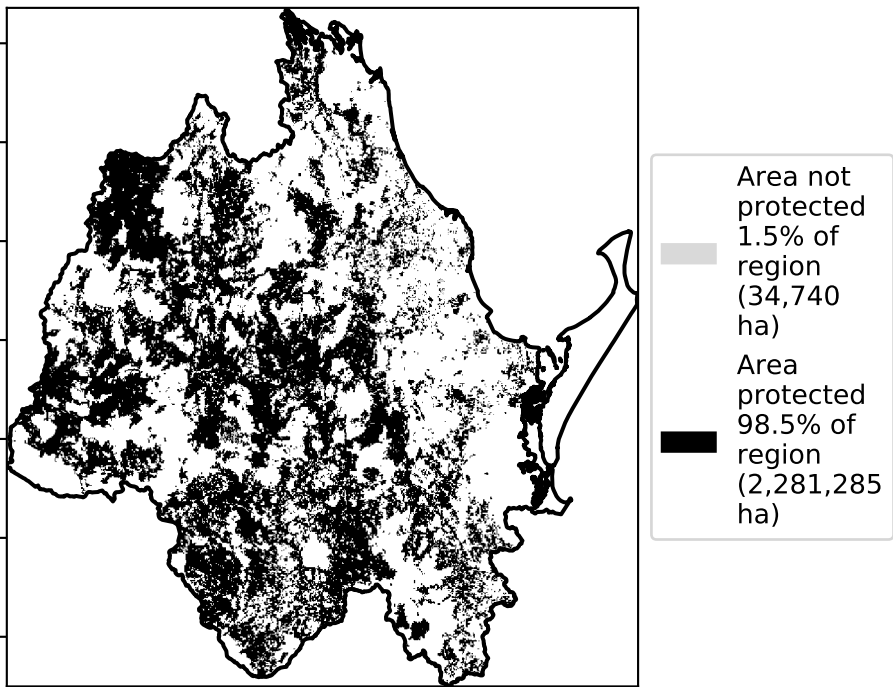 Area not
protected
1.5% of
region
(34,740
ha)
Area
protected
98.5% of
region
(2,281,285
ha)